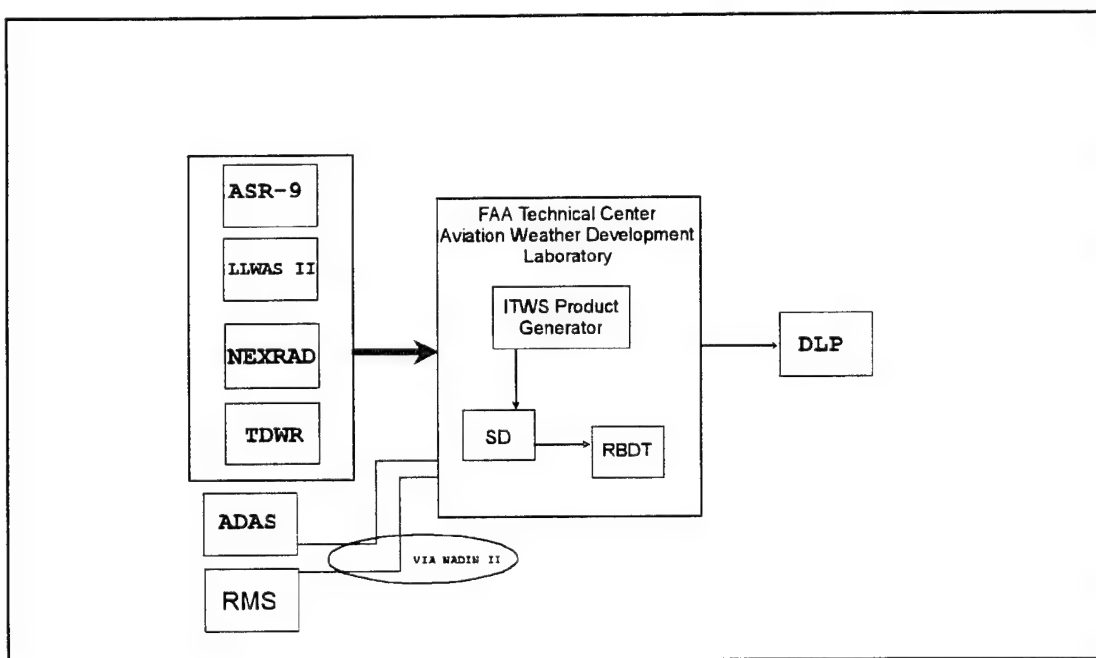 ASR-9
LLWAS II
NEXRAD
TDWR
ADAS
RMS
VIA NADIN II
FAA Technical Center
Aviation Weather Development
Laboratory
ITWS Product
Generator
SD
RBDT
DLP